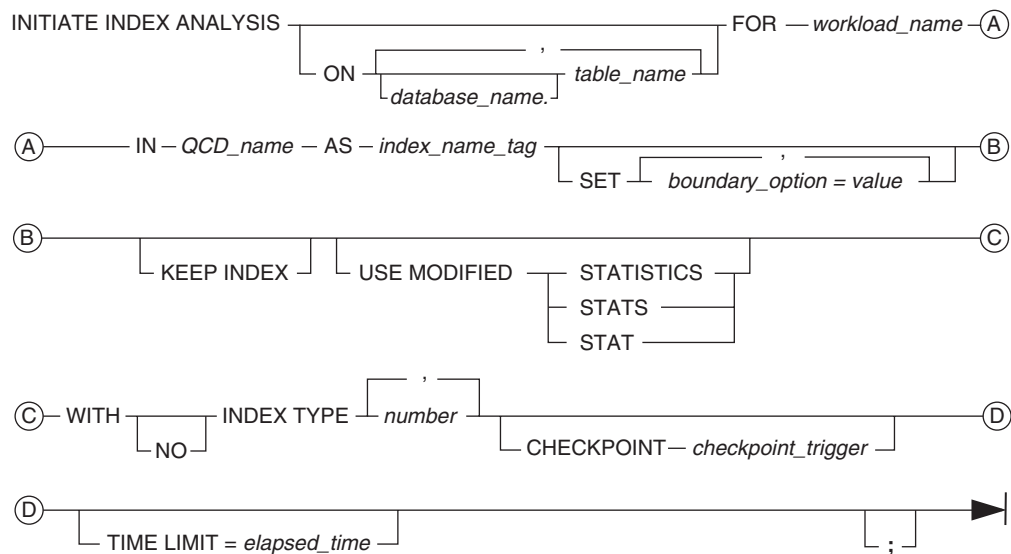 INITIATE INDEX ANALYSIS FOR workload_name A
,
ON table_name
database_name.
A IN QCD_name AS index_name_tag B
,
SET boundary_option = value
B C
KEEP INDEX USE MODIFIED STATISTICS
STATS
STAT
,
C WITH INDEX TYPE number D
NO CHECKPOINT checkpoint_trigger
D
TIME LIMIT = elapsed_time ;